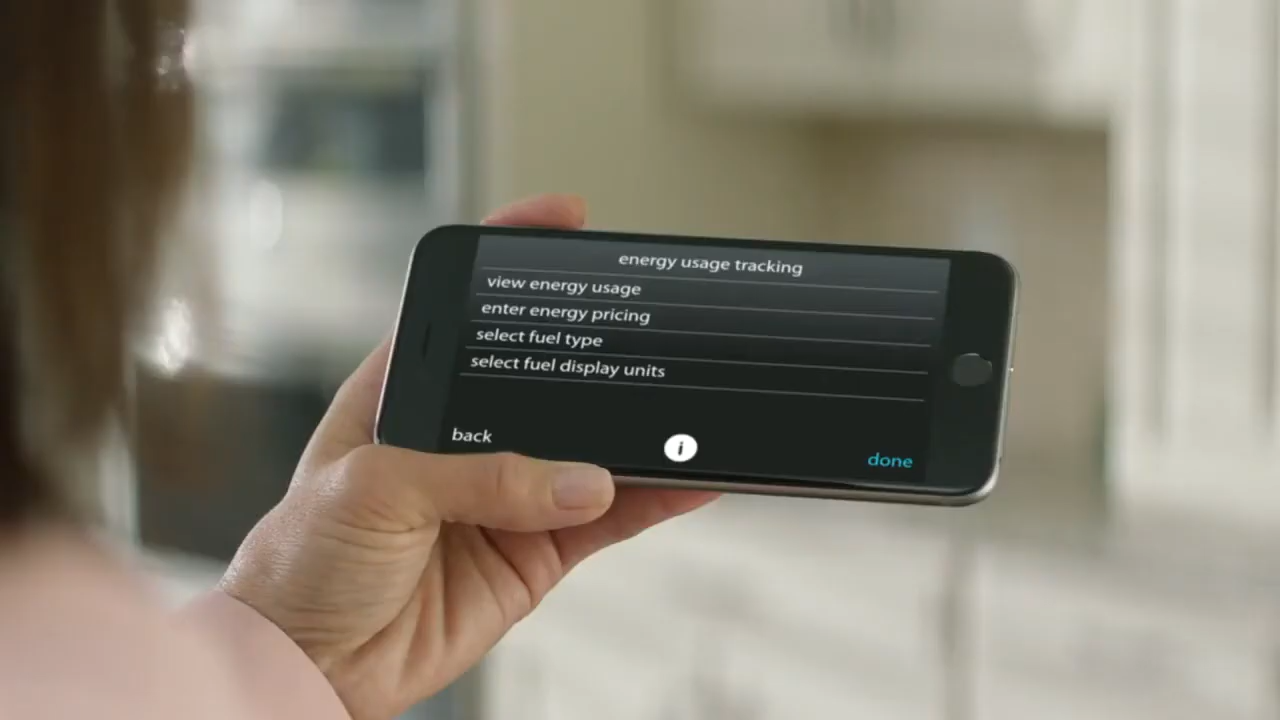 energy usage tracking
view energy usage
enter energy pricing
select fuel type
select fuel display units
back
i
done